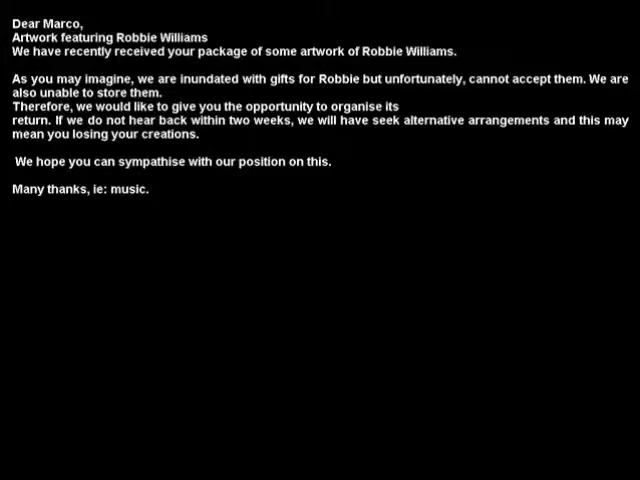 Dear Marco,
Artwork featuring Robbie Williams
We have recently received your package of some artwork of Robbie Williams.
As you may imagine, we are inundated with gifts for Robbie but unfortunately, cannot accept them. We are
also unable to store them.
Therefore, we would like to give you the opportunity to organise its
return. If we do not hear back within two weeks, we will have seek alternative arrangements and this may
mean you losing your creations.
We hope you can sympathise with our position on this.
Many thanks, ie: music.